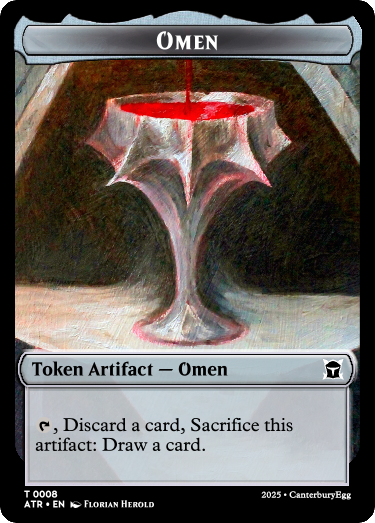 Omen
Token Artifact — Omen
, Discard a card, Sacrifice this
artifact: Draw a card.
T 0008
ATR • EN Florian Herold
2025 • CanterburyEgg